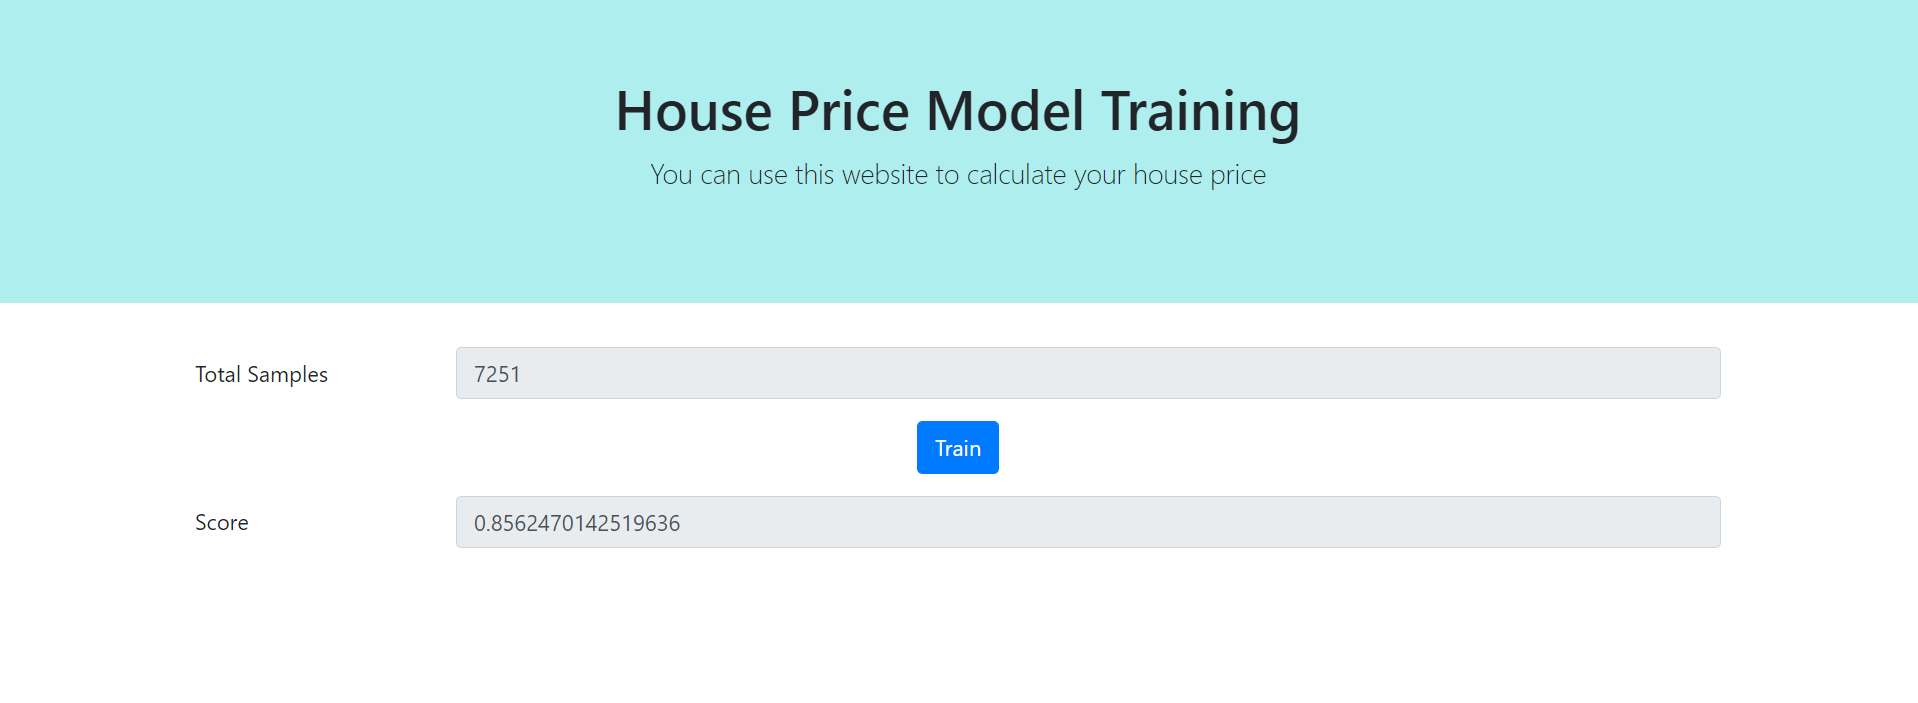 House Price Model Training
You can use this website to calculate your house price
Total Samples 7251
Train
Score 0.8562470142519636